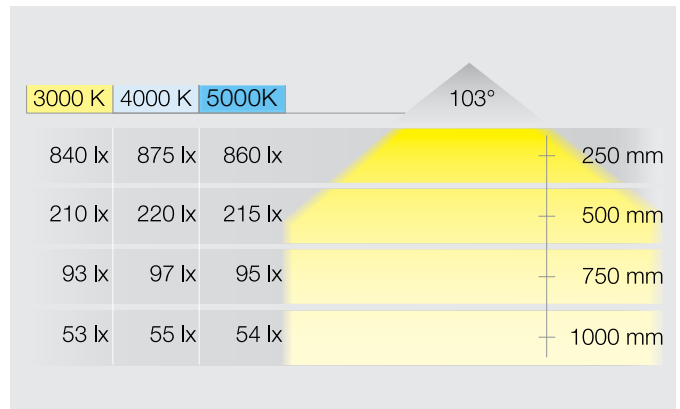 3000 K 4000 K 5000K 103°
840 lx 875 lx 860 lx 250 mm
210 lx 220 lx 215 lx 500 mm
93 lx 97 lx 95 lx 750 mm
53 lx 55 lx 54 lx 1000 mm